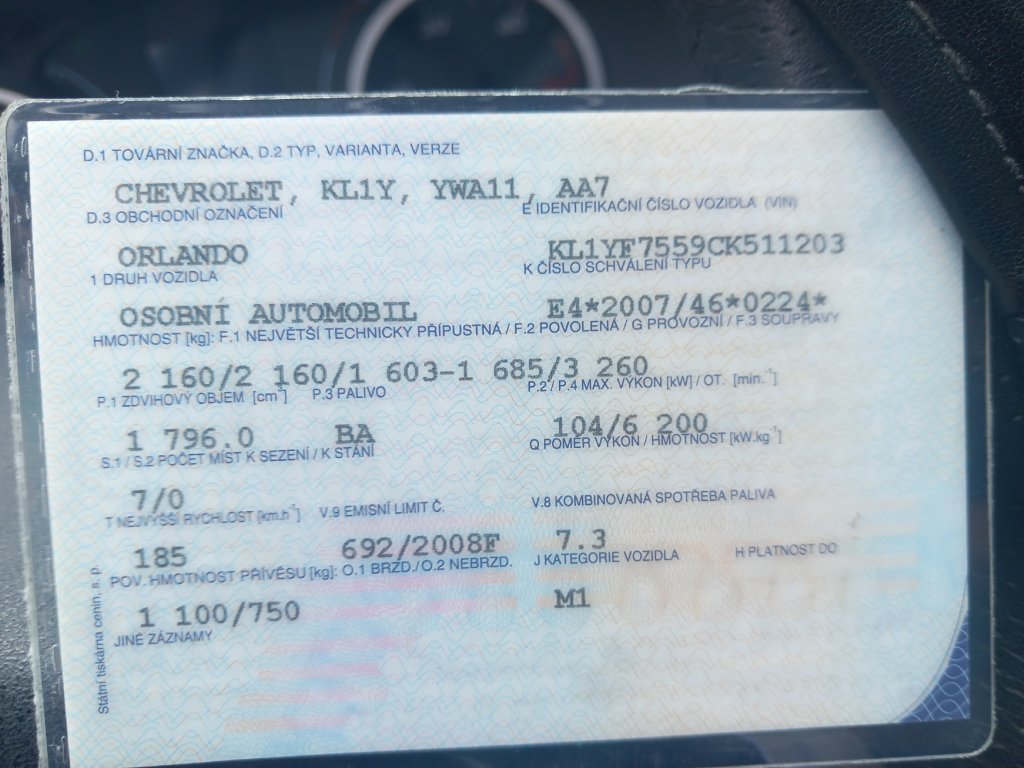 D.1 TOVÁRNÍ ZNAČKA, D.2 TYP, VARIANTA, VERZE
CHEVROLET, KL1Y, YWA11, AA7
D.3 OBCHODNÍ OZNAČENÍ E IDENTIFIKAČNÍ ČÍSLO VOZIDLA (VIN)
ORLANDO KL1YF7559CK511203
1 DRUH VOZIDLA K ČÍSLO SCHVÁLENÍ TYPU
OSOBNÍ AUTOMOBIL E4*2007/46*0224*
HMOTNOST [kg]: F.1 NEJVĚTŠÍ TECHNICKY PŘÍPUSTNÁ / F.2 POVOLENÁ / G PROVOZNÍ / F.3 SOUPRAVY
2 160/2 160/1 603-1 685/3 260
P.1 ZDVIHOVÝ OBJEM [cm³] P.3 PALIVO P.2 / P.4 MAX. VÝKON [kW] / OT. [min.⁻¹]
1 796.0 BA 104/6 200
S.1 / S.2 POČET MÍST K SEZENÍ / K STÁNÍ Q POMĚR VÝKON / HMOTNOST [kW.kg⁻¹]
7/0
T NEJVYŠŠÍ RYCHLOST [km.h⁻¹] V.9 EMISNÍ LIMIT Č. V.8 KOMBINOVANÁ SPOTŘEBA PALIVA
185 692/2008F 7.3
POV. HMOTNOST PŘÍVĚSU [kg]: O.1 BRZD./O.2 NEBRZD. J KATEGORIE VOZIDLA H PLATNOST DO
1 100/750 M1
JINÉ ZÁZNAMY
Státní tiskárna cenin, s. p.